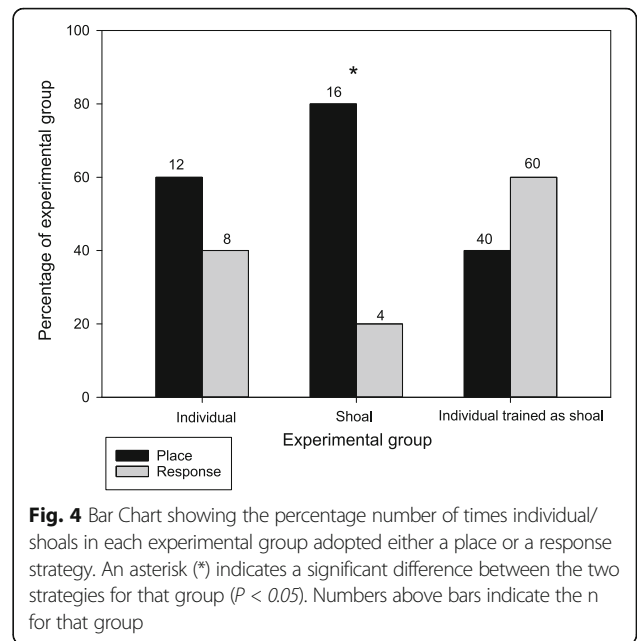 100
80
60
40
20
0
Percentage of experimental group
12
8
16
*
4
40
60
Individual
Shoal
Individual trained as shoal
Experimental group
Place
Response
Fig. 4 Bar Chart showing the percentage number of times individual/
shoals in each experimental group adopted either a place or a response
strategy. An asterisk (*) indicates a significant difference between the two
strategies for that group (P < 0.05). Numbers above bars indicate the n
for that group